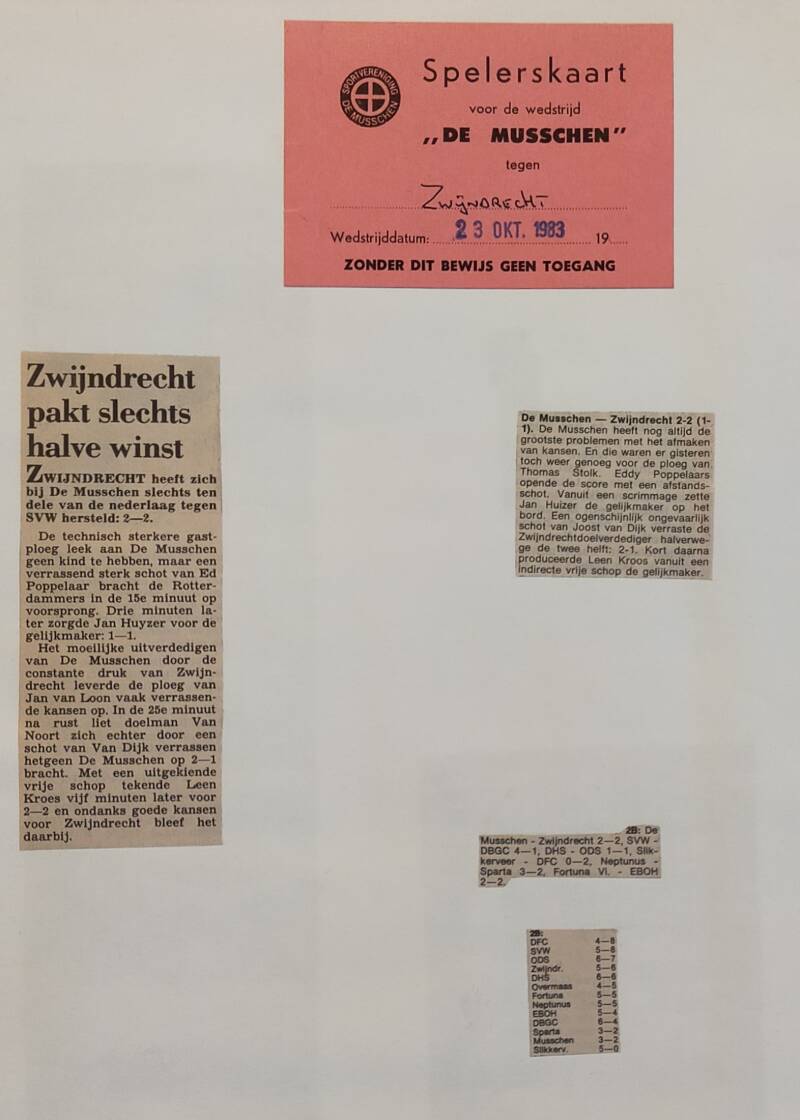 SPORTVERENIGING
DE MUSSCHEN
Spelerskaart
voor de wedstrijd
„DE MUSSCHEN”
tegen
Zwijndrecht
Wedstrijddatum: 23 OKT. 1983 19
ZONDER DIT BEWIJS GEEN TOEGANG
Zwijndrecht
pakt slechts
halve winst
ZWIJNDRECHT heeft zich
bij De Musschen slechts ten
dele van de nederlaag tegen
SVW hersteld: 2—2.
De technisch sterkere gast-
ploeg leek aan De Musschen
geen kind te hebben, maar een
verrassend sterk schot van Ed
Poppelaar bracht de Rotter-
dammers in de 15e minuut op
voorsprong. Drie minuten la-
ter zorgde Jan Huyzer voor de
gelijkmaker: 1—1.
Het moeilijke uitverdedigen
van De Musschen door de
constante druk van Zwijn-
drecht leverde de ploeg van
Jan van Loon vaak verrassen-
de kansen op. In de 25e minuut
na rust liet doelman Van
Noort zich echter door een
schot van Van Dijk verrassen
hetgeen De Musschen op 2—1
bracht. Met een uitgekiende
vrije schop tekende Leen
Kroes vijf minuten later voor
2—2 en ondanks goede kansen
voor Zwijndrecht bleef het
daarbij.
De Musschen — Zwijndrecht 2-2 (1-
1). De Musschen heeft nog altijd de
grootste problemen met het afmaken
van kansen. En die waren er gisteren
toch weer genoeg voor de ploeg van
Thomas Stolk. Eddy Poppelaars
opende de score met een afstands-
schot. Vanuit een scrimmage zette
Jan Huizer de gelijkmaker op het
bord. Een ogenschijnlijk ongevaarlijk
schot van Joost van Dijk verraste de
Zwijndrechtdoelverdediger halverwe-
ge de twee helft: 2-1. Kort daarna
produceerde Leen Kroos vanuit een
indirecte vrije schop de gelijkmaker.
2B: De
Musschen - Zwijndrecht 2—2, SVW -
DBGC 4—1, DHS - ODS 1—1, Slik-
kerveer - DFC 0—2, Neptunus -
Sparta 3—2, Fortuna Vl. - EBOH
2—2.
2B:
DFC 4—8
SVW 5—8
ODS 6—7
Zwijndr. 5—6
DHS 6—6
Overmaas 4—5
Fortuna 5—5
Neptunus 5—5
EBOH 5—4
DBGC 6—4
Sparta 3—2
Musschen 3—2
Slikkerv. 5—0